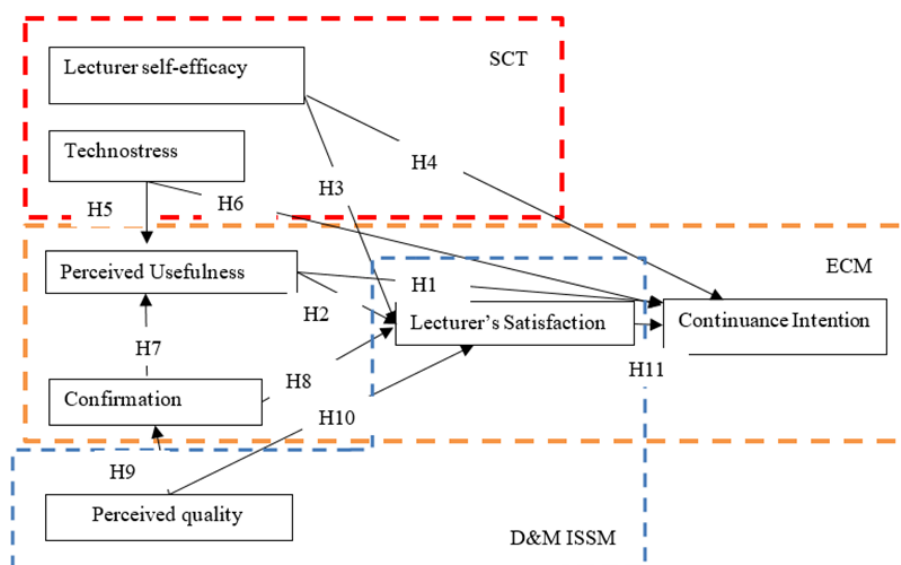 Lecturer self-efficacy
SCT
Technostress
H4
H3
H5
H6
Perceived Usefulness
ECM
H1
H2
Lecturer's Satisfaction
Continuance Intention
H7
H11
H8
Confirmation
H10
H9
Perceived quality
D&M ISSM